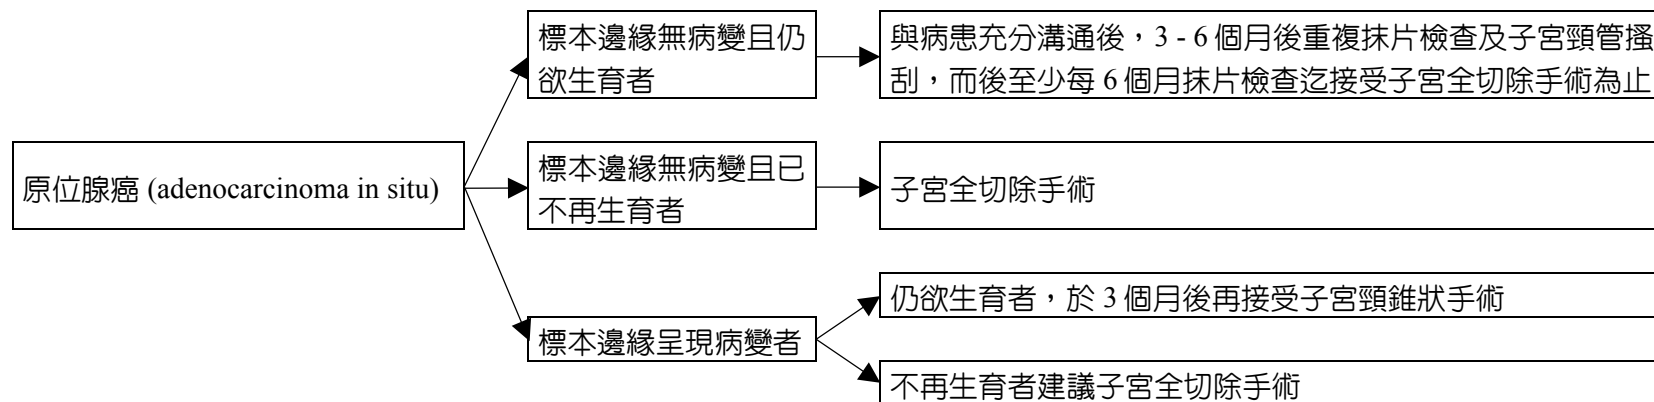 標本邊緣無病變且仍
欲生育者
與病患充分溝通後，3 - 6 個月後重複抹片檢查及子宮頸管搔
刮，而後至少每 6 個月抹片檢查迄接受子宮全切除手術為止
原位腺癌 (adenocarcinoma in situ)
標本邊緣無病變且已
不再生育者
子宮全切除手術
標本邊緣呈現病變者
仍欲生育者，於 3 個月後再接受子宮頸錐狀手術
不再生育者建議子宮全切除手術